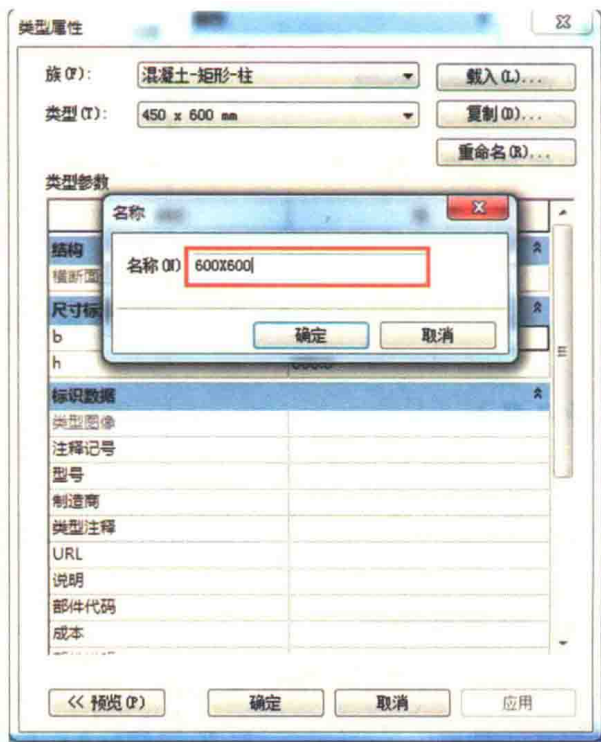 类型属性
族(F): 混凝土-矩形-柱 载入(L)...
类型(T): 450 x 600 mm 复制(D)...
重命名(R)...
类型参数
名称
结构
名称(N) 600X600
横断面
尺寸标
b
确定 取消
h
标识数据
类型图像
注释记号
型号
制造商
类型注释
URL
说明
部件代码
成本
<< 预览(P) 确定 取消 应用